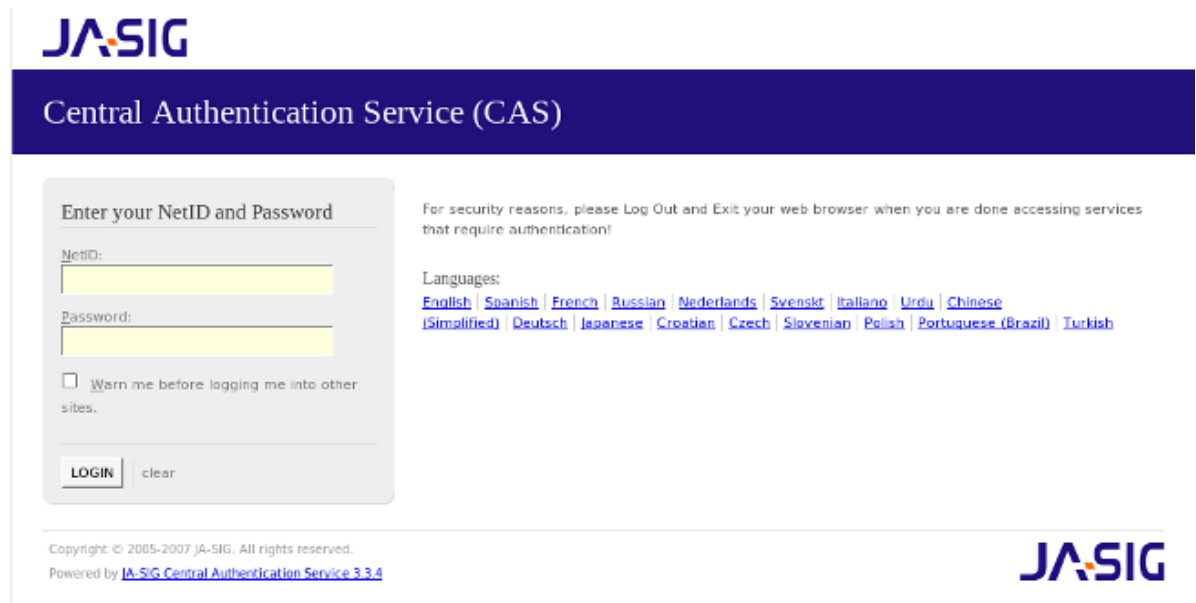 JA-SIG
Central Authentication Service (CAS)
Enter your NetID and Password
NetID:
Password:
Warn me before logging me into other
sites.
LOGIN clear
For security reasons, please Log Out and Exit your web browser when you are done accessing services
that require authentication!
Languages:
English | Spanish | French | Russian | Nederlands | Svenskt | Italiano | Urdu | Chinese
(Simplified) | Deutsch | Japanese | Croatian | Czech | Slovenian | Polish | Portuguese (Brazil) | Turkish
Copyright © 2005-2007 JA-SIG. All rights reserved.
Powered by JA-SIG Central Authentication Service 3.3.4
JA-SIG